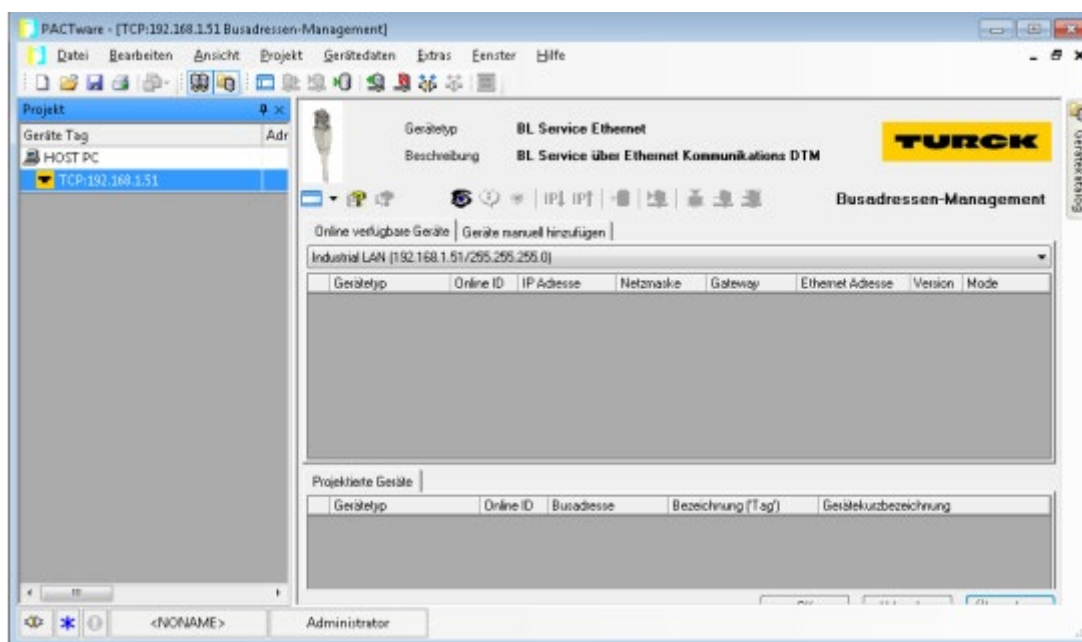 PACTware - [TCP:192.168.1.51 Busadressen-Management]
Datei Bearbeiten Ansicht Projekt Gerätedaten Extras Fenster Hilfe
Projekt
Geräte Tag Adr
HOST PC
TCP:192.168.1.51
Gerätetyp BL Service Ethernet
Beschreibung BL Service über Ethernet Kommunikations DTM
TURCK
Gerätekatalog
IP IP
Busadressen-Management
Online verfügbare Geräte Geräte manuell hinzufügen
Industrial LAN (192.168.1.51/255.255.255.0)
Gerätetyp Online ID IP Adresse Netzmaske Gateway Ethernet Adresse Version Mode
Projektierte Geräte
Gerätetyp Online ID Busadresse Bezeichnung ('Tag') Gerätekurzbezeichnung
<NONAME> Administrator